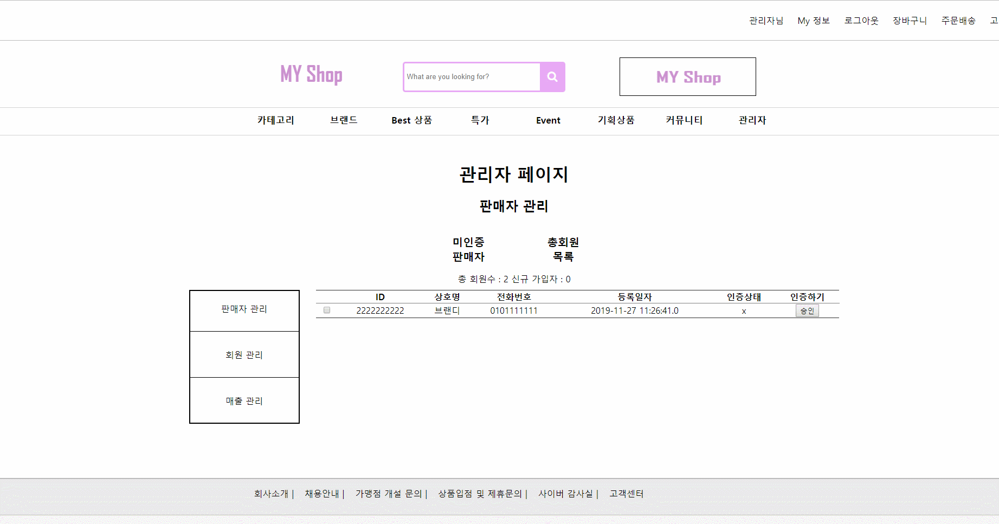 관리자님 My 정보 로그아웃 장바구니 주문배송 고
MY Shop
What are you looking for?
MY Shop
카테고리 브랜드 Best 상품 특가 Event 기획상품 커뮤니티 관리자
관리자 페이지
판매자 관리
미인증 총회원
판매자 목록
총 회원수 : 2 신규 가입자 : 0
판매자 관리
회원 관리
매출 관리
ID 상호명 전화번호 등록일자 인증상태 인증하기
2222222222 브랜디 0101111111 2019-11-27 11:26:41.0 x 승인
회사소개 | 채용안내 | 가맹점 개설 문의 | 상품입점 및 제휴문의 | 사이버 감사실 | 고객센터